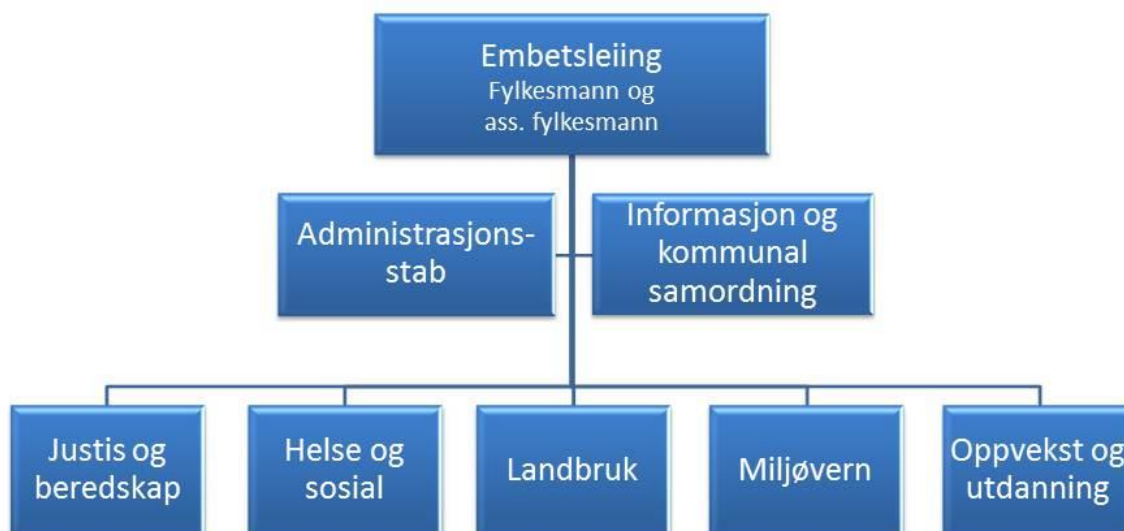 Embetsleiing
Fylkesmann og
ass. fylkesmann
Administrasjons-
stab
Informasjon og
kommunal
samordning
Justis og
beredskap
Helse og
sosial
Landbruk
Miljøvern
Oppvekst og
utdanning